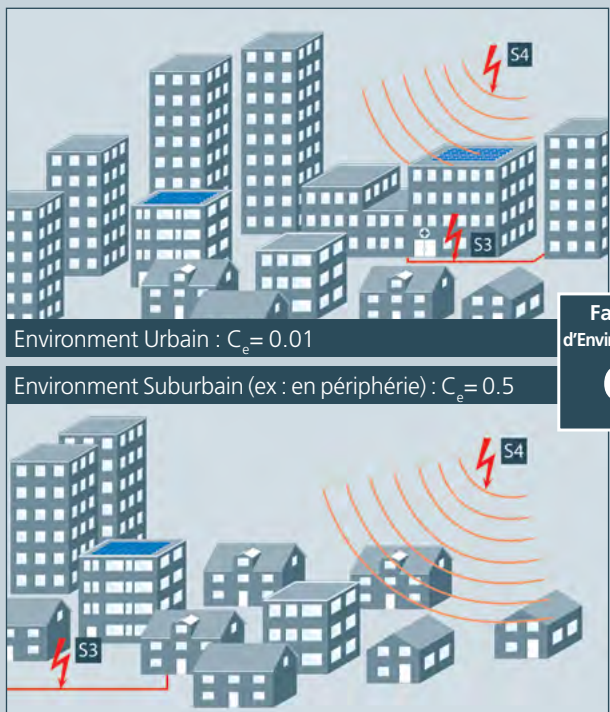 S4
S3
Environment Urbain : Cₑ= 0.01
Environment Suburbain (ex : en périphérie) : Cₑ= 0.5
S4
S3